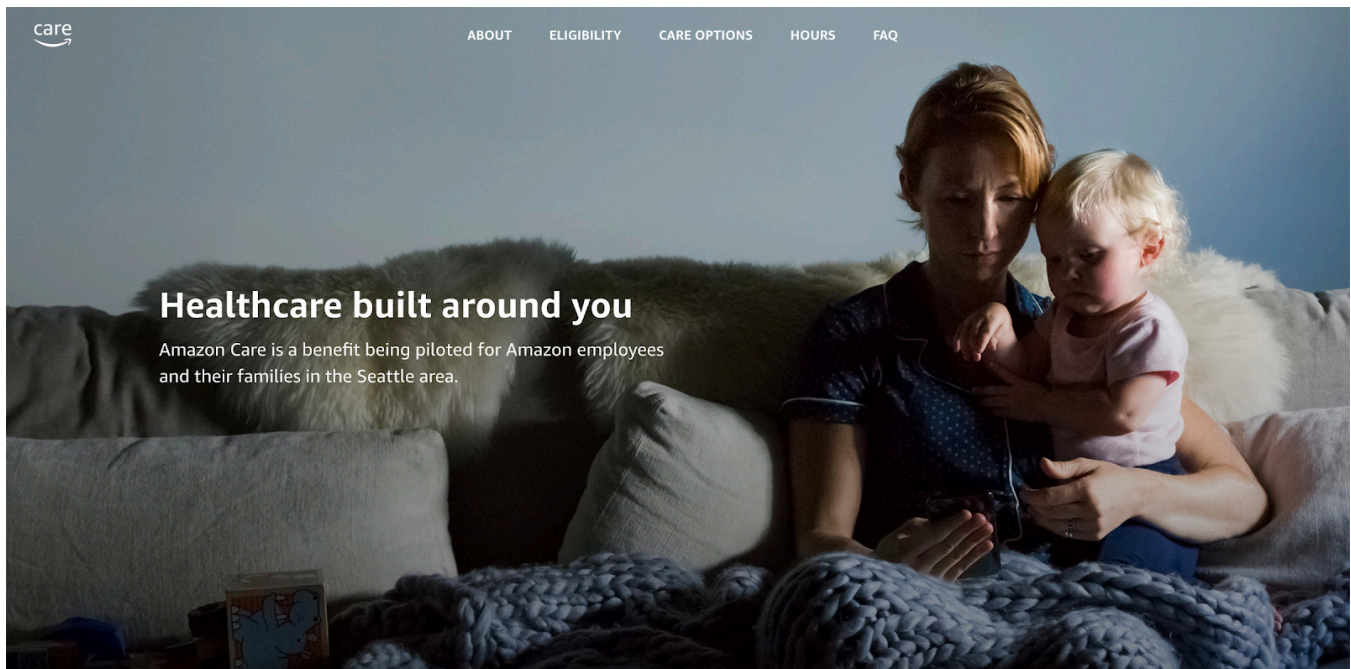 care
ABOUT ELIGIBILITY CARE OPTIONS HOURS FAQ
Healthcare built around you
Amazon Care is a benefit being piloted for Amazon employees
and their families in the Seattle area.